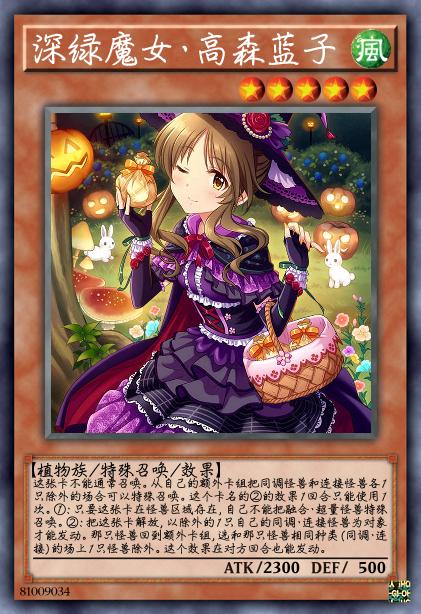 深绿魔女·高森蓝子
風
【植物族/特殊召唤/效果】
这张卡不能通常召唤。从自己的额外卡组把同调怪兽和连接怪兽各1
只除外的场合可以特殊召唤。这个卡名的②的效果1回合只能使用1
次。①:只要这张卡在怪兽区域存在,自己不能把融合·超量怪兽特殊
召唤。②:把这张卡解放,以除外的1只自己的同调·连接怪兽为对象
才能发动。那只怪兽回到额外卡组,选和那只怪兽相同种类(同调·连
接)的场上1只怪兽除外。这个效果在对方回合也能发动。
ATK/2300 DEF/ 500
81009034